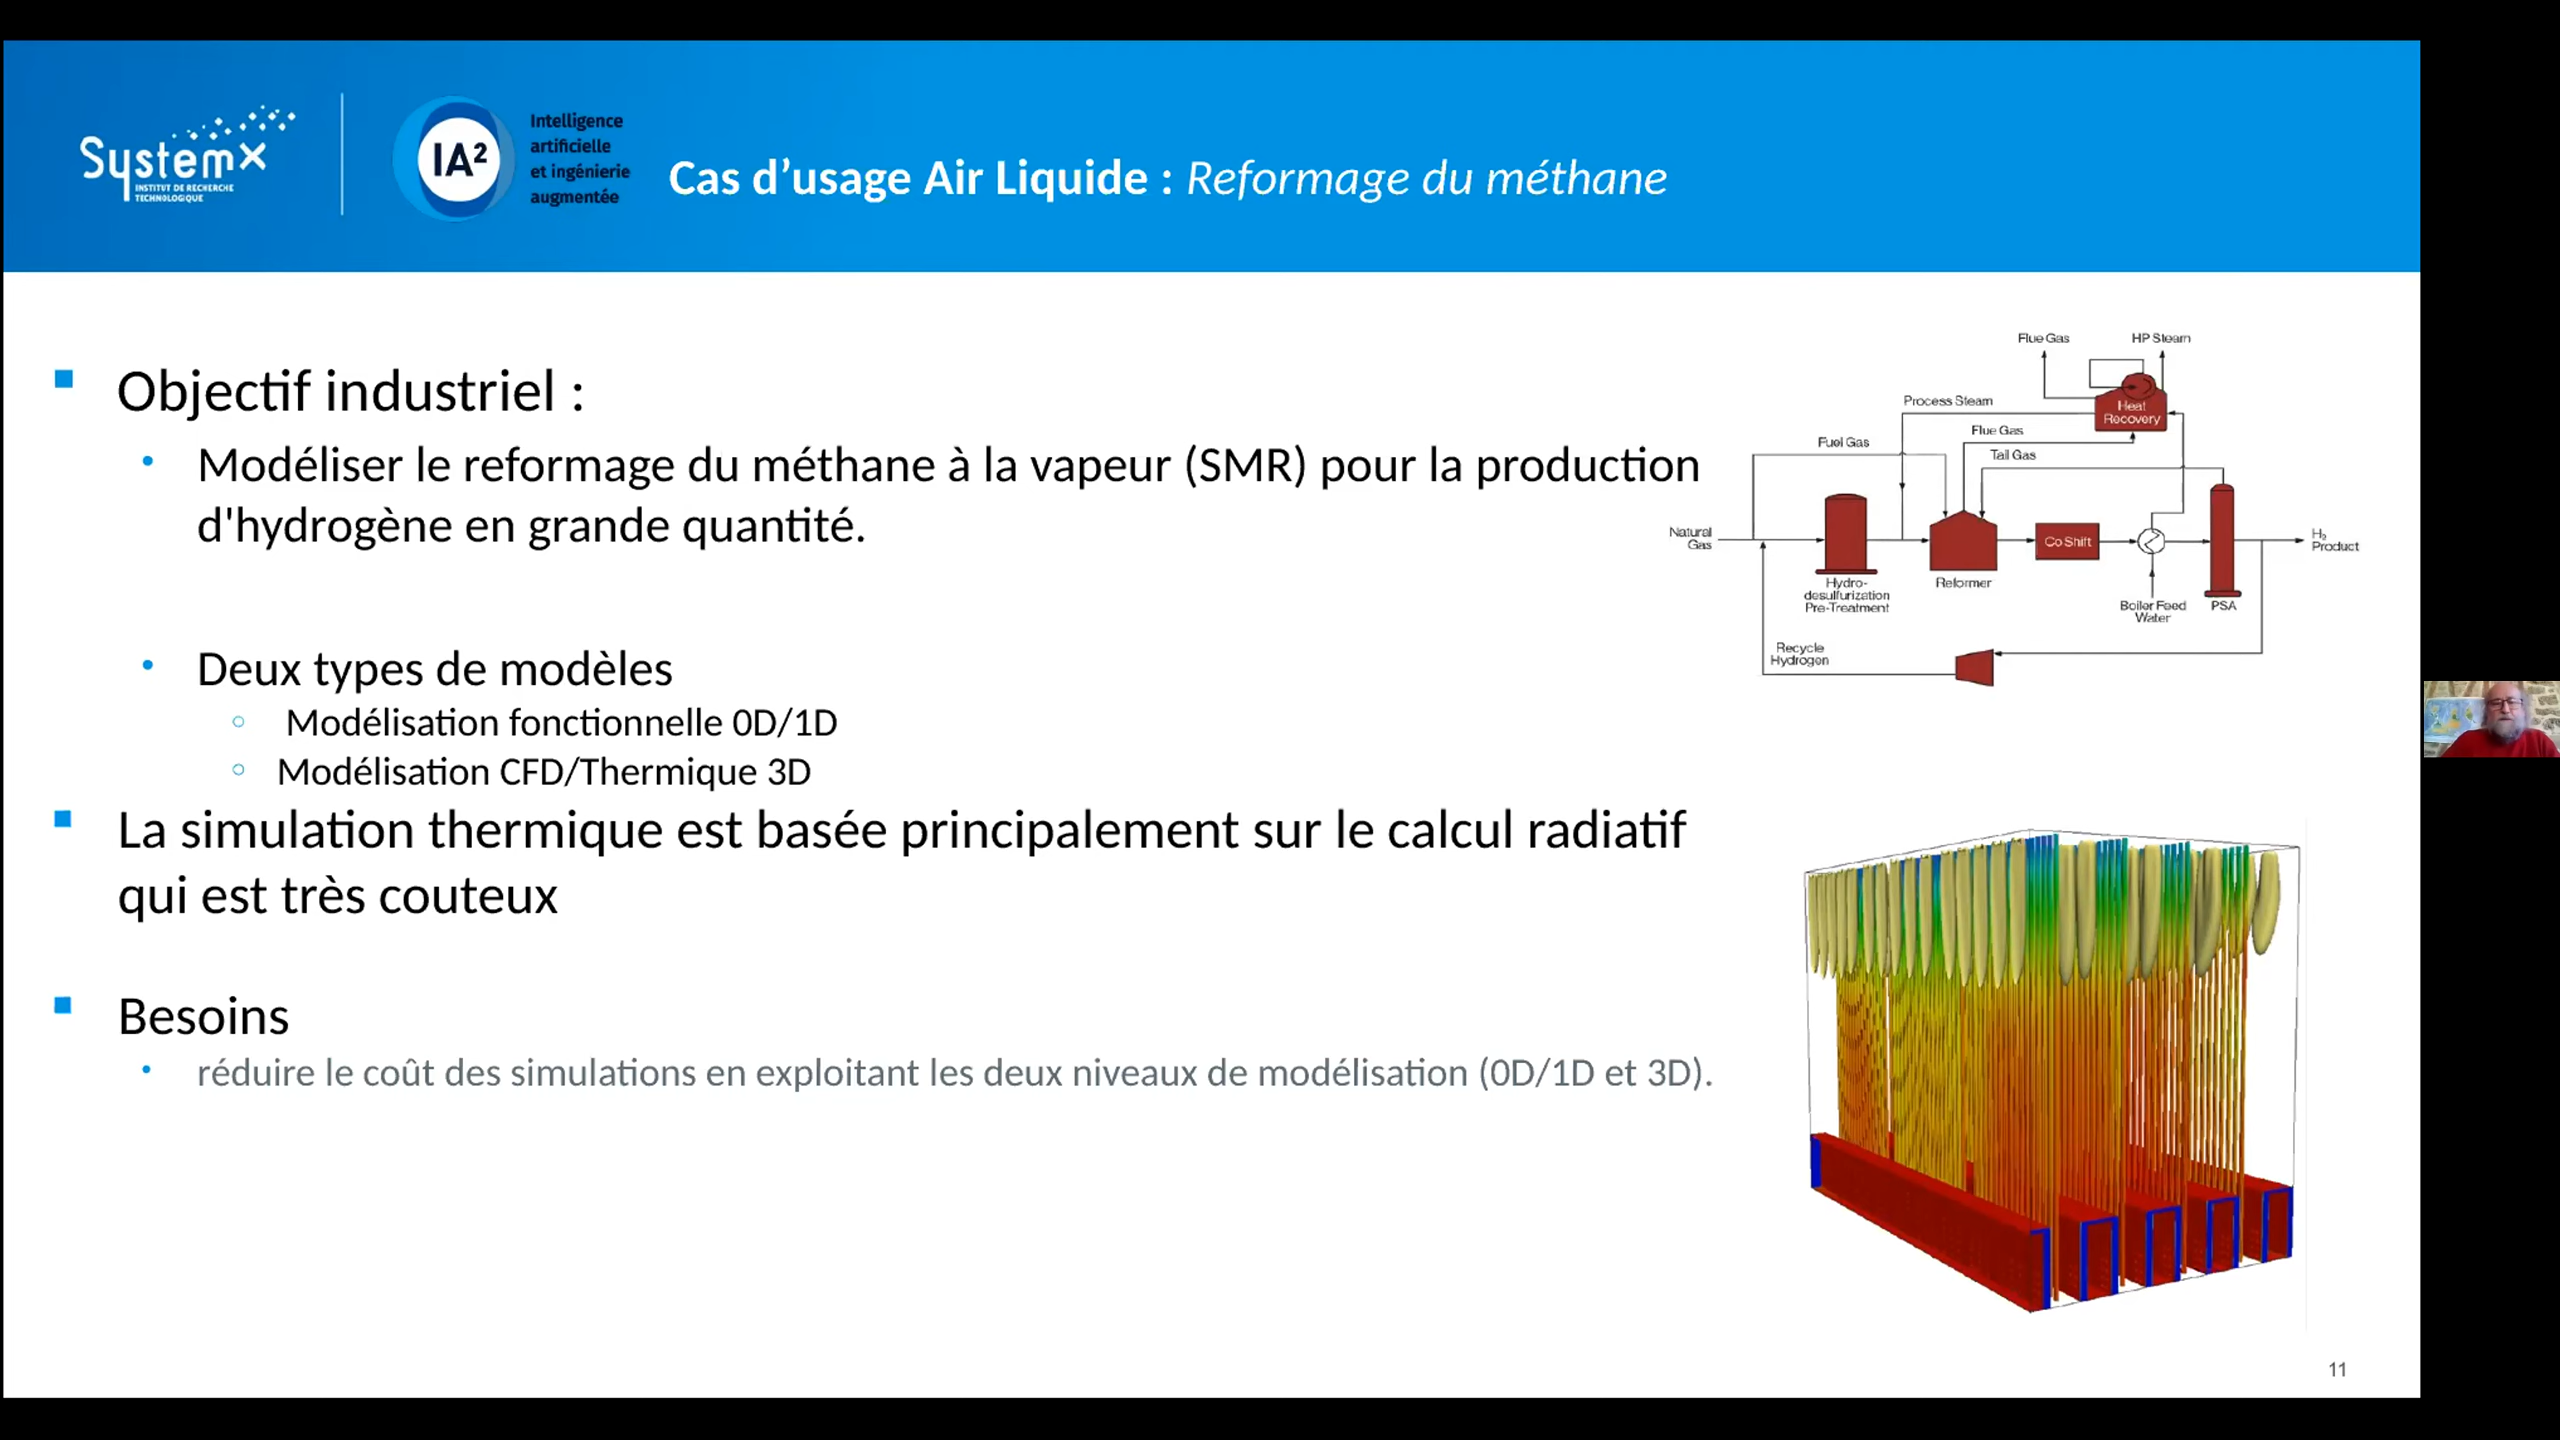 Systemx
INSTITUT DE RECHERCHE
TECHNOLOGIQUE
IA²
Intelligence
artificielle
et ingénierie
augmentée
Cas d’usage Air Liquide : Reformage du méthane
Objectif industriel :
Modéliser le reformage du méthane à la vapeur (SMR) pour la production
d'hydrogène en grande quantité.
Deux types de modèles
Modélisation fonctionnelle 0D/1D
Modélisation CFD/Thermique 3D
La simulation thermique est basée principalement sur le calcul radiatif
qui est très couteux
Besoins
réduire le coût des simulations en exploitant les deux niveaux de modélisation (0D/1D et 3D).
Flue Gas
HP Steam
Process Steam
Heat
Recovery
Flue Gas
Fuel Gas
Tail Gas
Natural
Gas
Co Shift
H₂
Product
Hydro-
desulfurization
Pre-Treatment
Reformer
Boiler Feed
Water
PSA
Recycle
Hydrogen
11